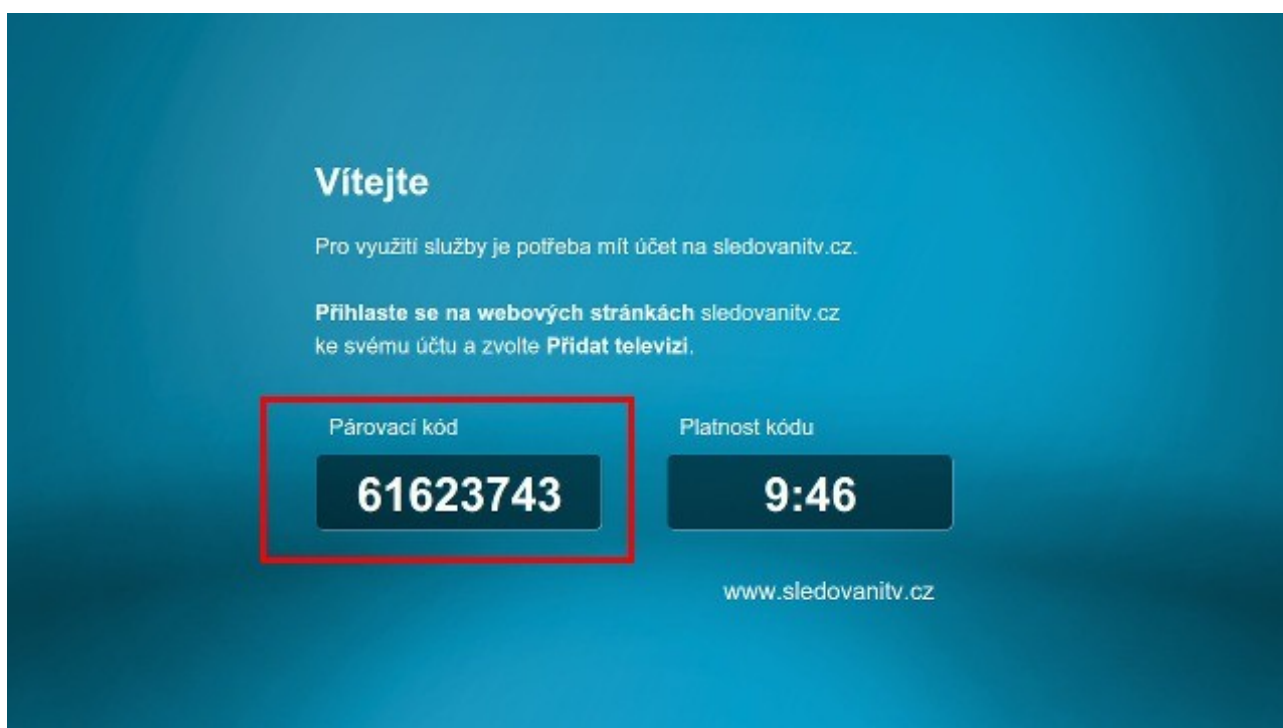 Vítejte
Pro využití služby je potřeba mít účet na sledovanitv.cz.
Přihlaste se na webových stránkách sledovanitv.cz
ke svému účtu a zvolte Přidat televizi.
Párovací kód
61623743
Platnost kódu
9:46
www.sledovanitv.cz